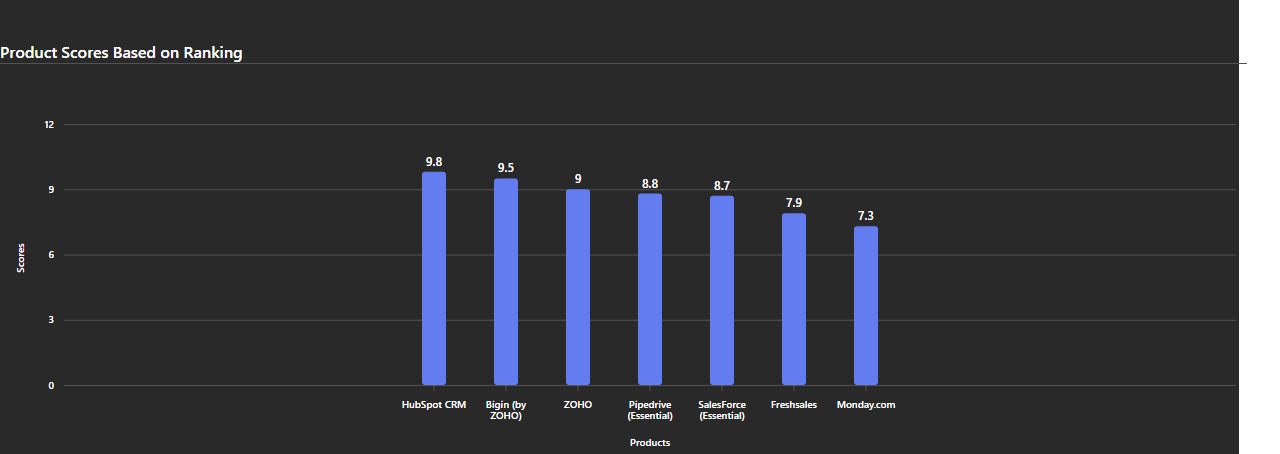 Product Scores Based on Ranking
12
9
6
3
0
Scores
9.8
9.5
9
8.8
8.7
7.9
7.3
HubSpot CRM
Bigin (by
ZOHO)
ZOHO
Pipedrive
(Essential)
SalesForce
(Essential)
Freshsales
Monday.com
Products